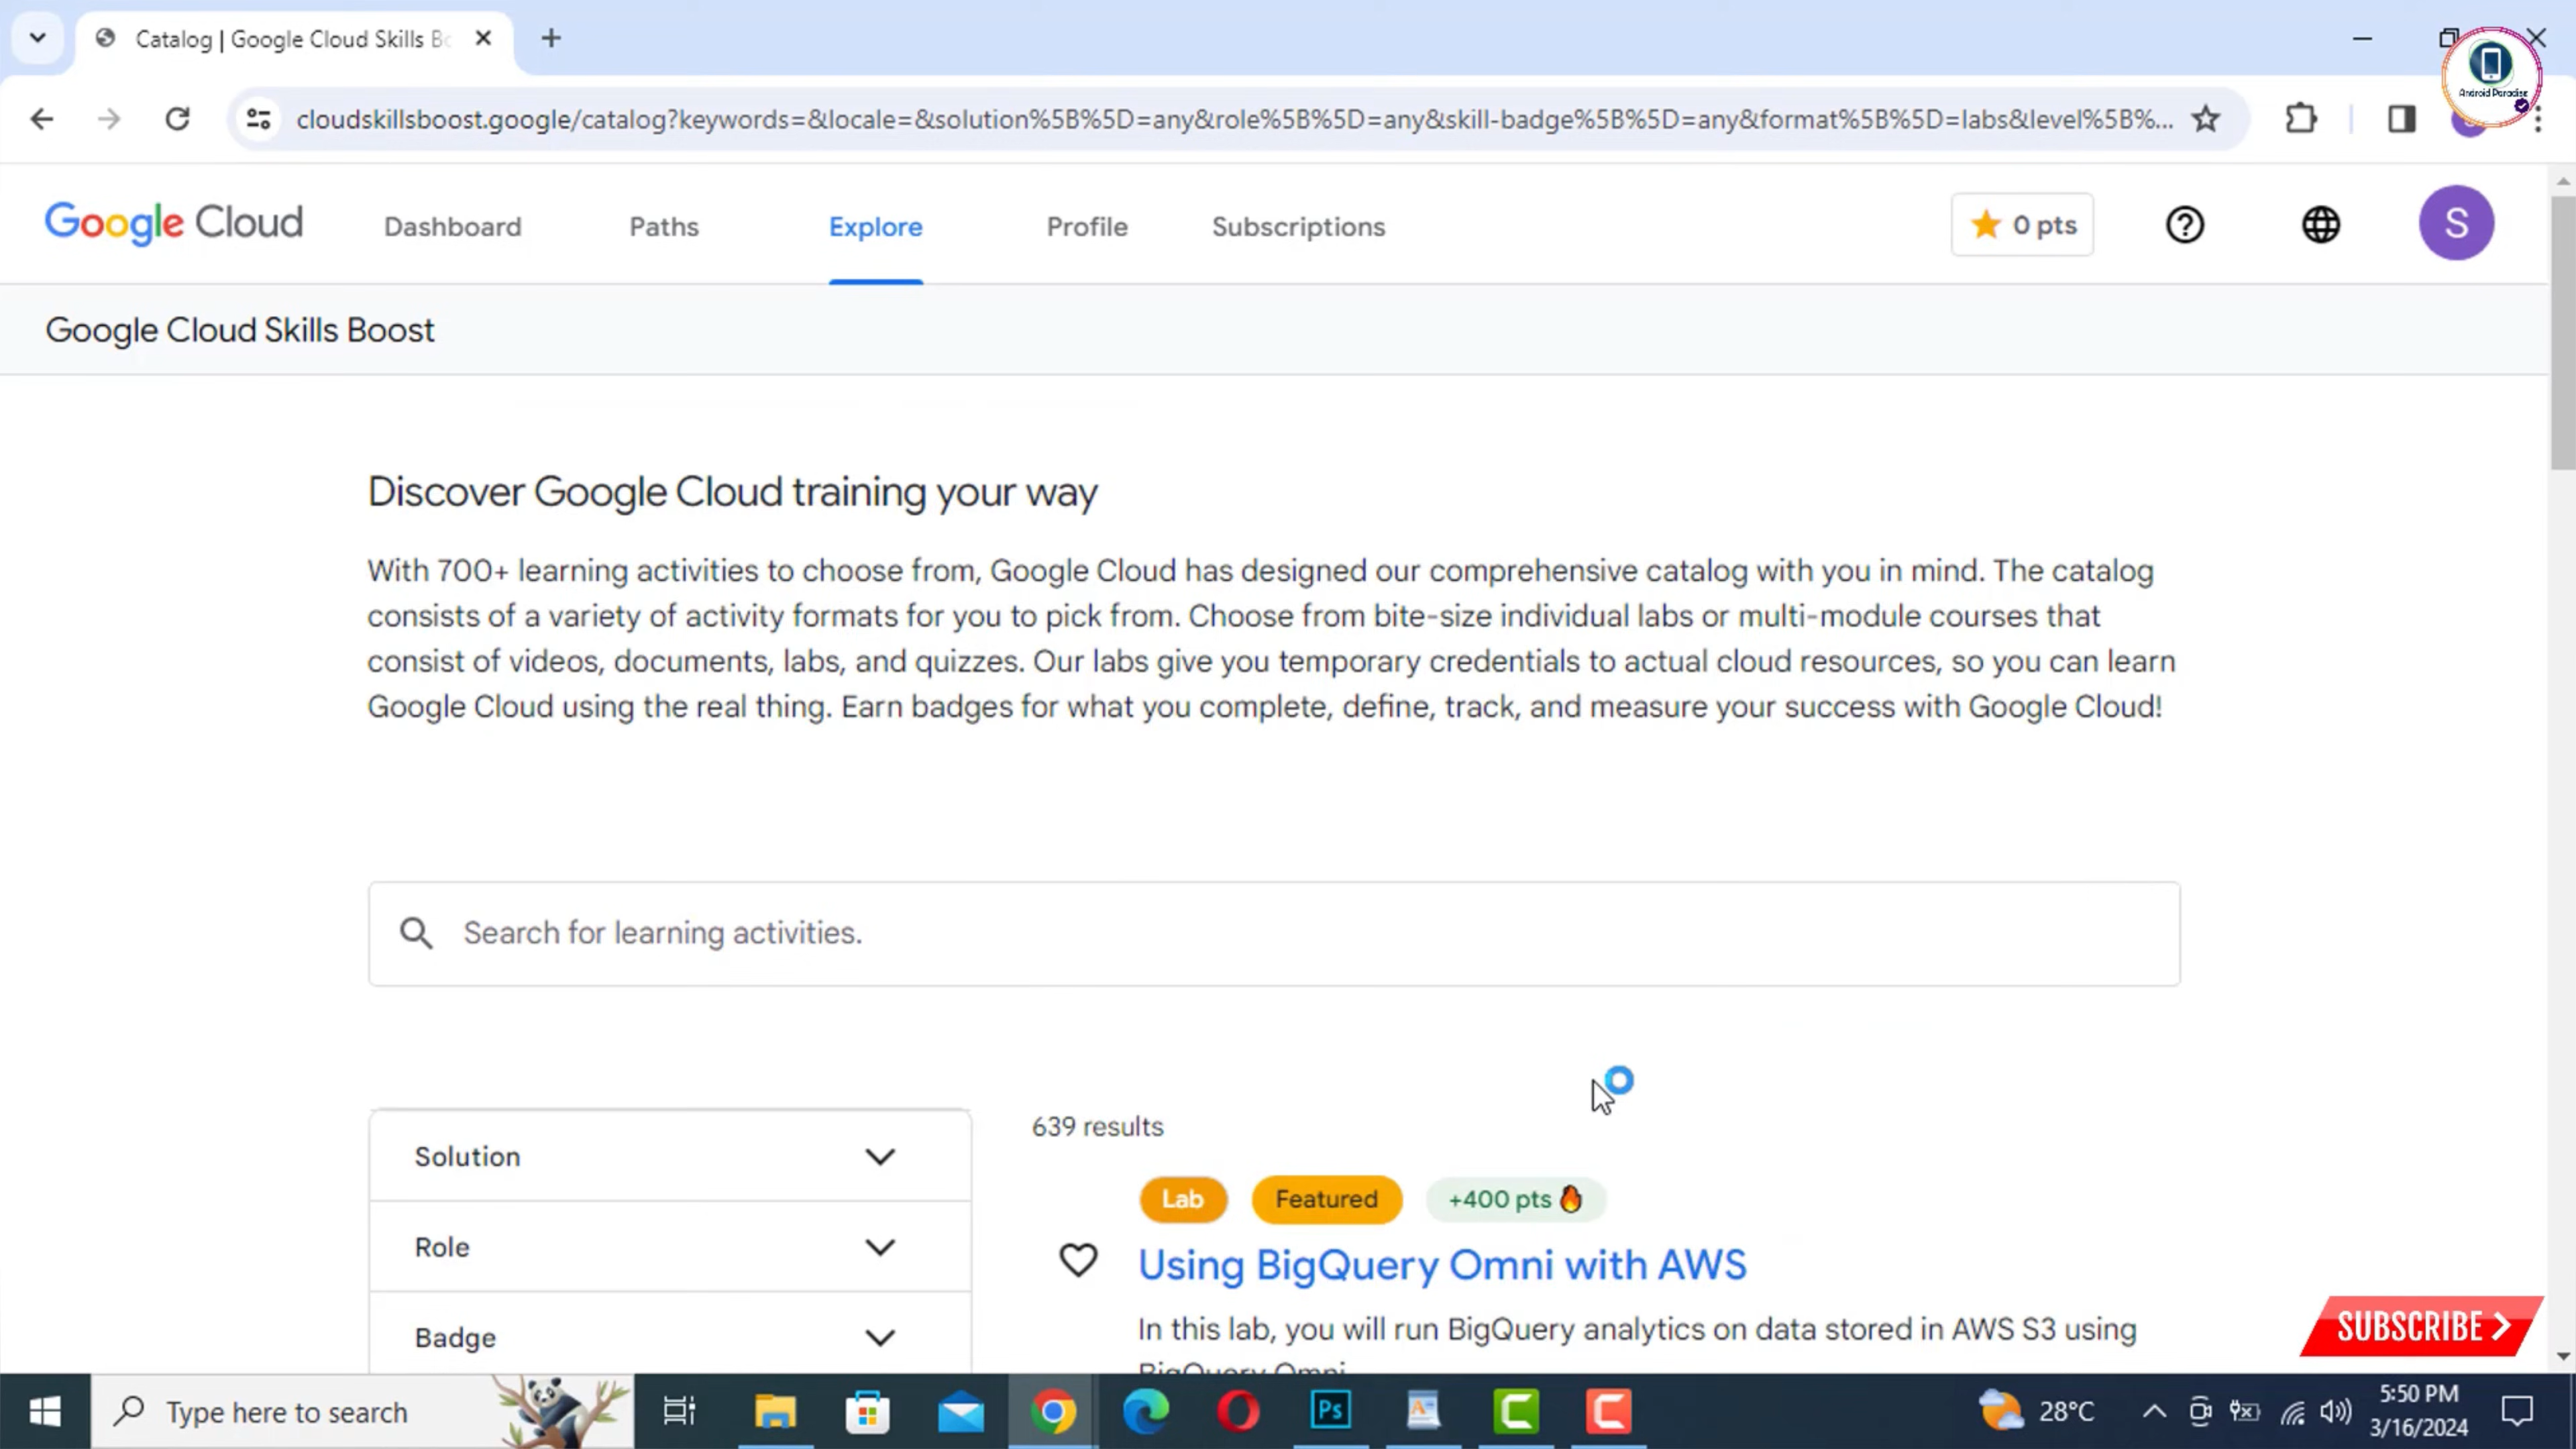 Catalog | Google Cloud Skills Bo
cloudskillsboost.google/catalog?keywords=&locale=&solution%5B%5D=any&role%5B%5D=any&skill-badge%5B%5D=any&format%5B%5D=labs&level%5B%...
Android Paradise
Google Cloud
Dashboard
Paths
Explore
Profile
Subscriptions
0 pts
S
Google Cloud Skills Boost
Discover Google Cloud training your way
With 700+ learning activities to choose from, Google Cloud has designed our comprehensive catalog with you in mind. The catalog
consists of a variety of activity formats for you to pick from. Choose from bite-size individual labs or multi-module courses that
consist of videos, documents, labs, and quizzes. Our labs give you temporary credentials to actual cloud resources, so you can learn
Google Cloud using the real thing. Earn badges for what you complete, define, track, and measure your success with Google Cloud!
Search for learning activities.
Solution
Role
Badge
639 results
Lab
Featured
+400 pts
Using BigQuery Omni with AWS
In this lab, you will run BigQuery analytics on data stored in AWS S3 using
BigQuery Omni.
SUBSCRIBE
Type here to search
Ps
28°C
5:50 PM
3/16/2024